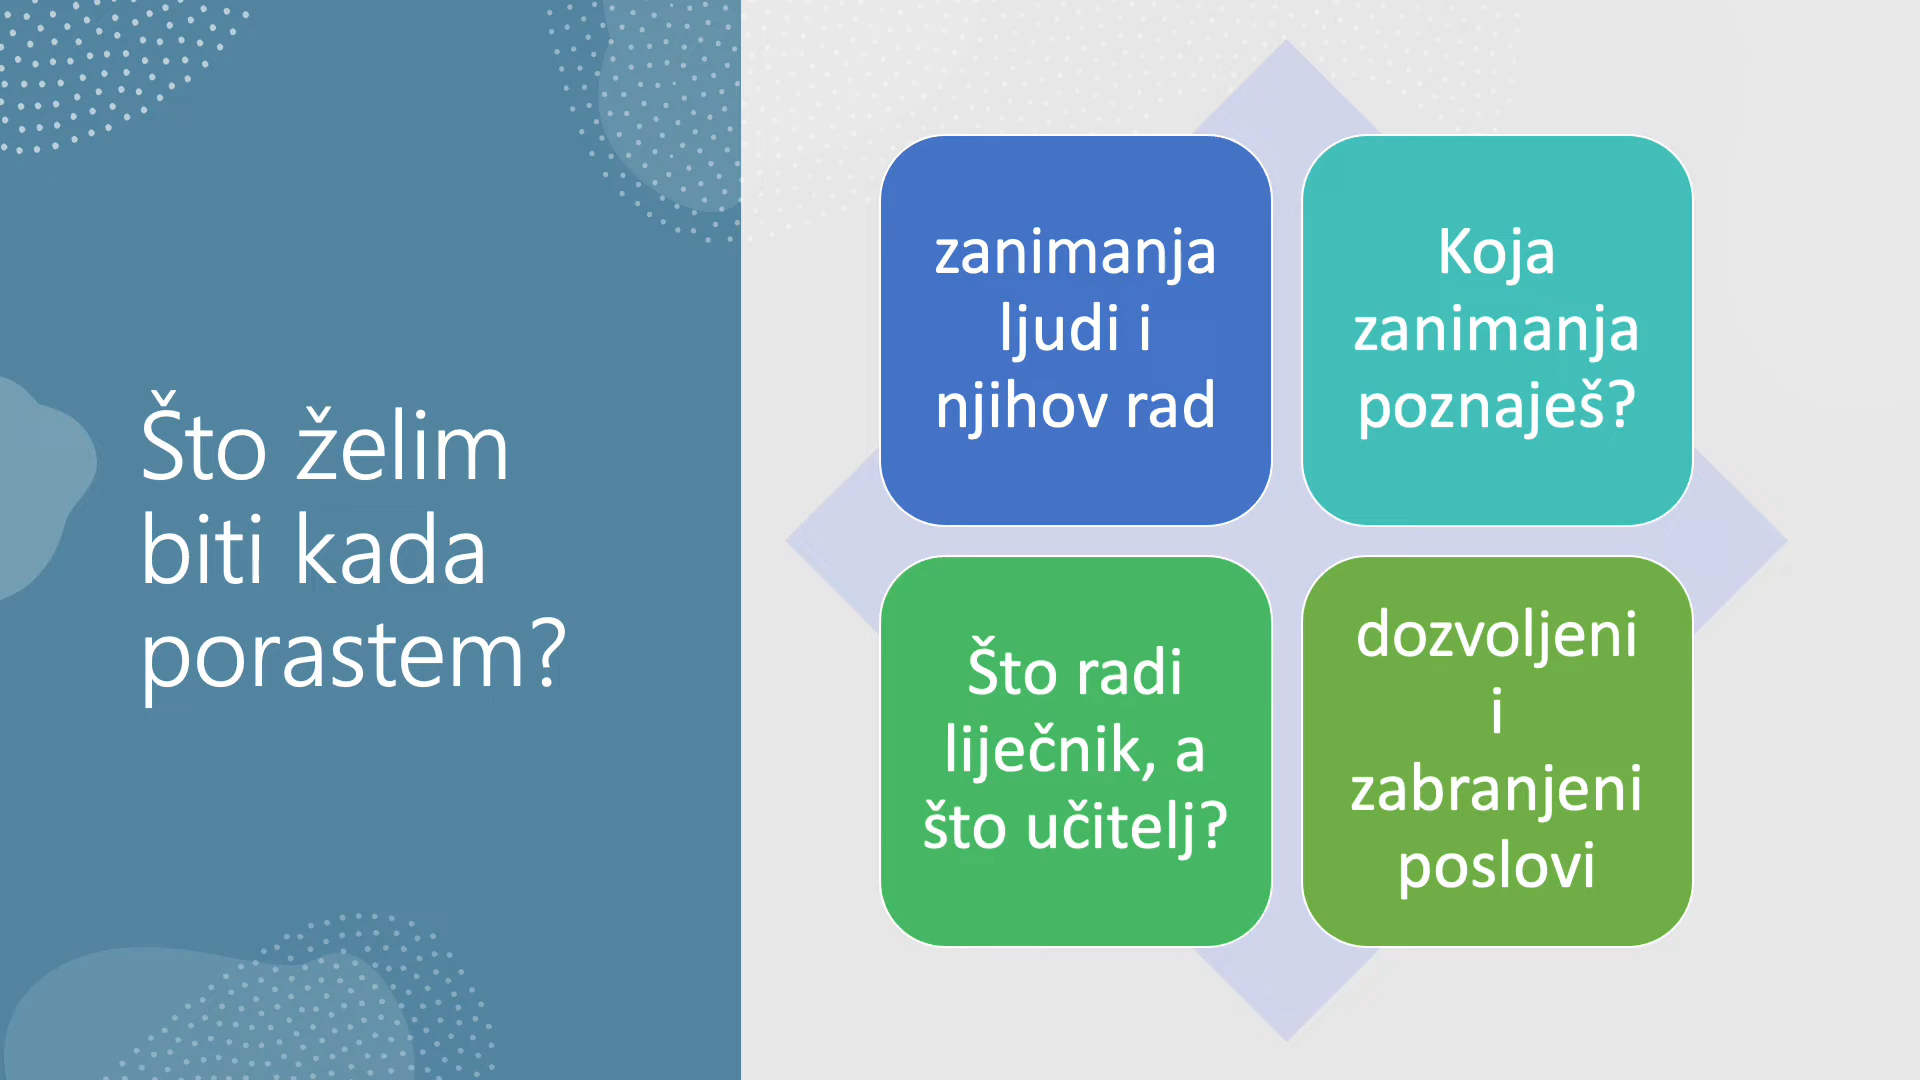 Što želim
biti kada
porastem?
zanimanja
ljudi i
njihov rad
Koja
zanimanja
poznaješ?
Što radi
liječnik, a
što učitelj?
dozvoljeni
i
zabranjeni
poslovi